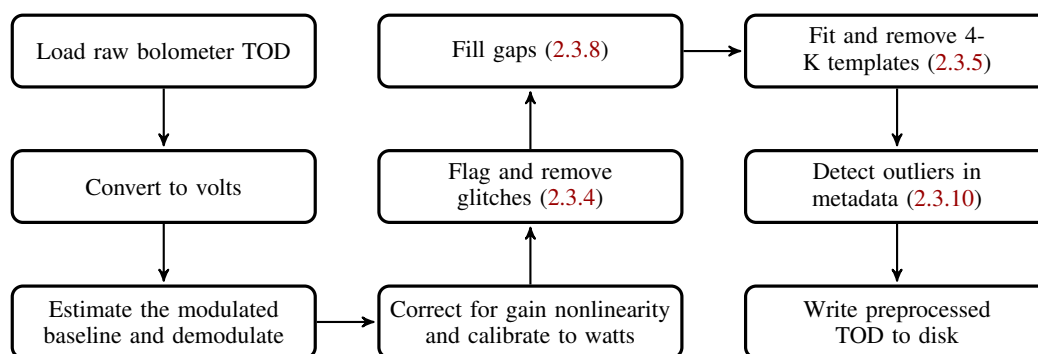 Load raw bolometer TOD
Convert to volts
Estimate the modulated
baseline and demodulate
Correct for gain nonlinearity
and calibrate to watts
Flag and remove
glitches (2.3.4)
Fill gaps (2.3.8)
Fit and remove 4-
K templates (2.3.5)
Detect outliers in
metadata (2.3.10)
Write preprocessed
TOD to disk